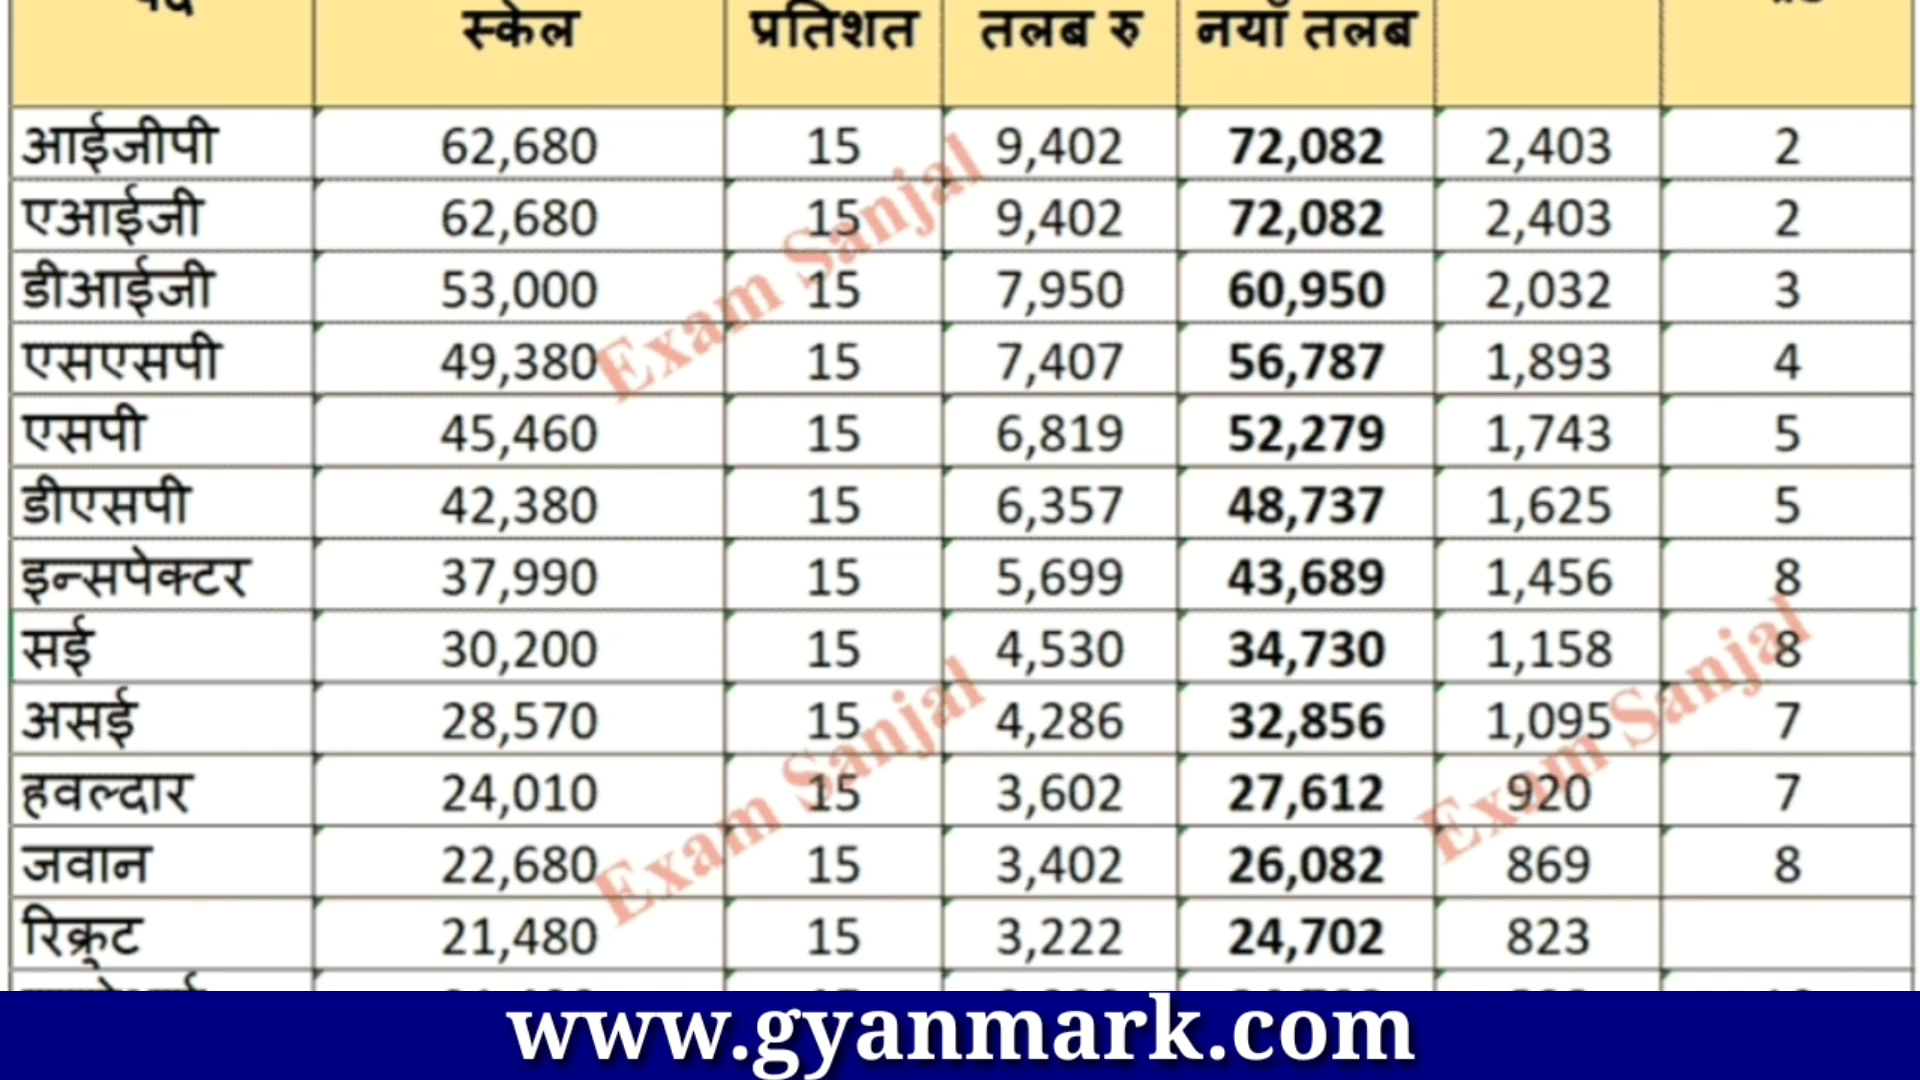 स्केल प्रतिशत तलब रु नयाँ तलब
आईजीपी 62,680 15 9,402 72,082 2,403 2
एआईजी 62,680 15 9,402 72,082 2,403 2
डीआईजी 53,000 15 7,950 60,950 2,032 3
एसएसपी 49,380 15 7,407 56,787 1,893 4
एसपी 45,460 15 6,819 52,279 1,743 5
डीएसपी 42,380 15 6,357 48,737 1,625 5
इन्सपेक्टर 37,990 15 5,699 43,689 1,456 8
सई 30,200 15 4,530 34,730 1,158 8
असई 28,570 15 4,286 32,856 1,095 7
हवल्दार 24,010 15 3,602 27,612 920 7
जवान 22,680 15 3,402 26,082 869 8
रिक्रुट 21,480 15 3,222 24,702 823
Exam Sanjal
Exam Sanjal
Exam Sanjal
www.gyanmark.com